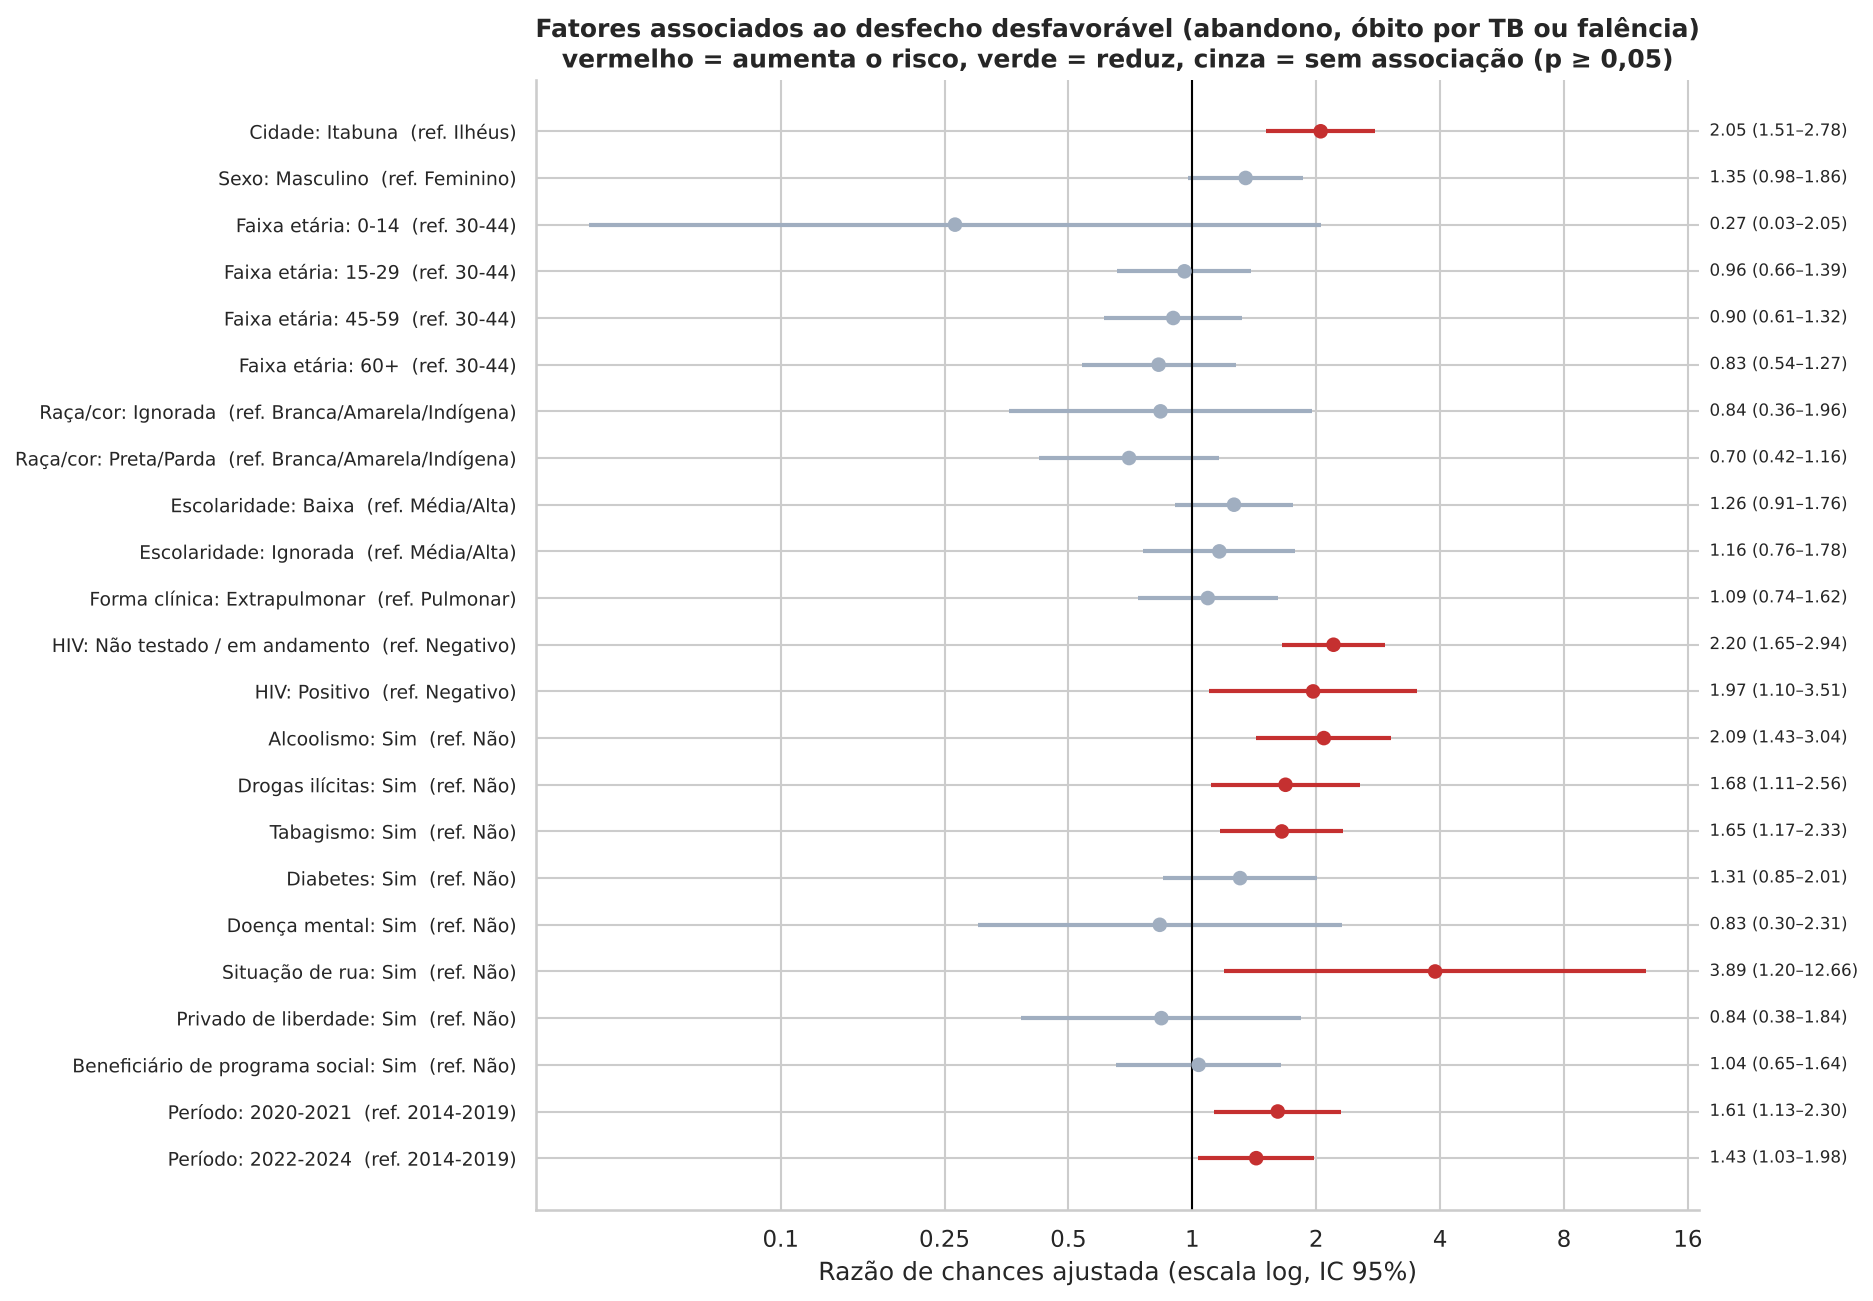 Fatores associados ao desfecho desfavorável (abandono, óbito por TB ou falência)
vermelho = aumenta o risco, verde = reduz, cinza = sem associação (p ≥ 0,05)
Cidade: Itabuna (ref. Ilhéus) 2.05 (1.51–2.78)
Sexo: Masculino (ref. Feminino) 1.35 (0.98–1.86)
Faixa etária: 0-14 (ref. 30-44) 0.27 (0.03–2.05)
Faixa etária: 15-29 (ref. 30-44) 0.96 (0.66–1.39)
Faixa etária: 45-59 (ref. 30-44) 0.90 (0.61–1.32)
Faixa etária: 60+ (ref. 30-44) 0.83 (0.54–1.27)
Raça/cor: Ignorada (ref. Branca/Amarela/Indígena) 0.84 (0.36–1.96)
Raça/cor: Preta/Parda (ref. Branca/Amarela/Indígena) 0.70 (0.42–1.16)
Escolaridade: Baixa (ref. Média/Alta) 1.26 (0.91–1.76)
Escolaridade: Ignorada (ref. Média/Alta) 1.16 (0.76–1.78)
Forma clínica: Extrapulmonar (ref. Pulmonar) 1.09 (0.74–1.62)
HIV: Não testado / em andamento (ref. Negativo) 2.20 (1.65–2.94)
HIV: Positivo (ref. Negativo) 1.97 (1.10–3.51)
Alcoolismo: Sim (ref. Não) 2.09 (1.43–3.04)
Drogas ilícitas: Sim (ref. Não) 1.68 (1.11–2.56)
Tabagismo: Sim (ref. Não) 1.65 (1.17–2.33)
Diabetes: Sim (ref. Não) 1.31 (0.85–2.01)
Doença mental: Sim (ref. Não) 0.83 (0.30–2.31)
Situação de rua: Sim (ref. Não) 3.89 (1.20–12.66)
Privado de liberdade: Sim (ref. Não) 0.84 (0.38–1.84)
Beneficiário de programa social: Sim (ref. Não) 1.04 (0.65–1.64)
Período: 2020-2021 (ref. 2014-2019) 1.61 (1.13–2.30)
Período: 2022-2024 (ref. 2014-2019) 1.43 (1.03–1.98)
0.1 0.25 0.5 1 2 4 8 16
Razão de chances ajustada (escala log, IC 95%)